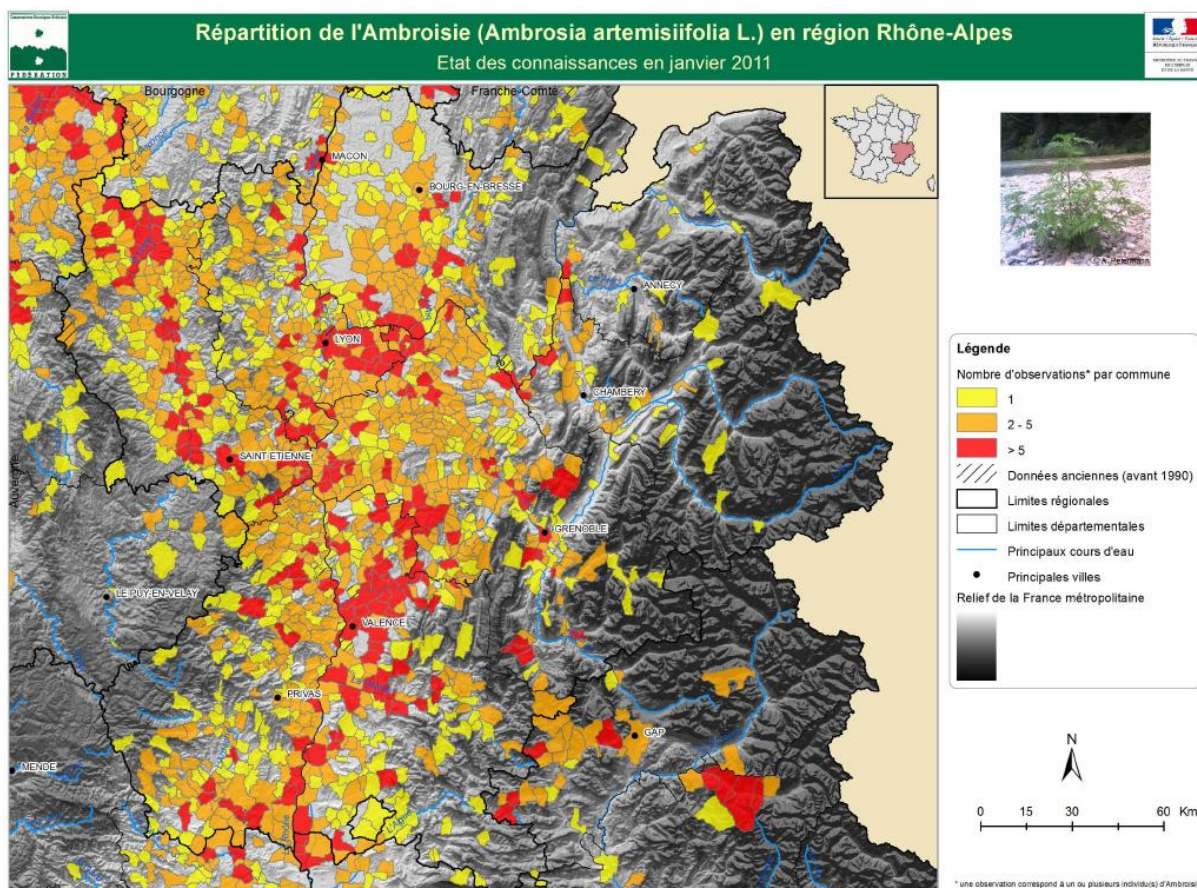 Répartition de l'Ambroisie (Ambrosia artemisiifolia L.) en région Rhône-Alpes
Etat des connaissances en janvier 2011
FEDERATION
RÉPUBLIQUE FRANÇAISE
Bourgogne
Franche-Comté
MACON
BOURG-EN-BRESSE
ANNECY
LYON
CHAMBERY
SAINT ETIENNE
Auvergne
GRENOBLE
LE PUY-EN-VELAY
VALENCE
PRIVAS
GAP
MENDE
Légende
Nombre d'observations* par commune
1
2 - 5
> 5
Données anciennes (avant 1990)
Limites régionales
Limites départementales
Principaux cours d'eau
Principales villes
Relief de la France métropolitaine
N
0 15 30 60 Km
* une observation correspond à un ou plusieurs individu(s) d'Ambroisi